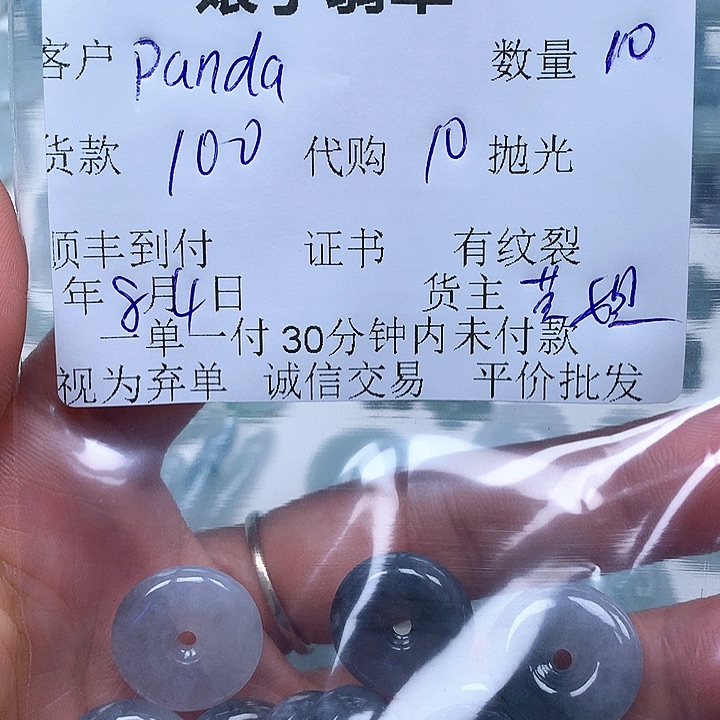 客户 Panda 数量 10
货款 100 代购 10 抛光
顺丰到付 证书 有纹裂
年8月4日 货主
一单一付 30分钟内未付款
视为弃单 诚信交易 平价批发